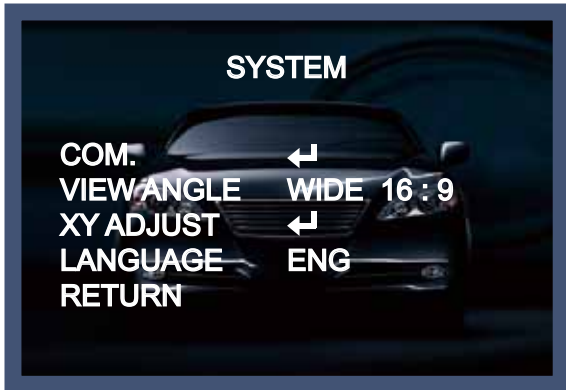 SYSTEM
COM. ↵
VIEW ANGLE WIDE 16 : 9
XY ADJUST ↵
LANGUAGE ENG
RETURN